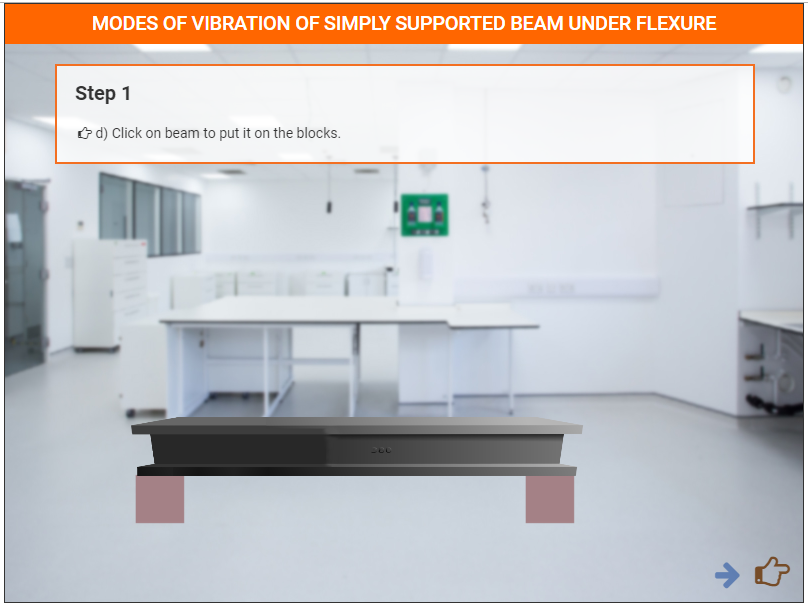 MODES OF VIBRATION OF SIMPLY SUPPORTED BEAM UNDER FLEXURE
Step 1
d) Click on beam to put it on the blocks.